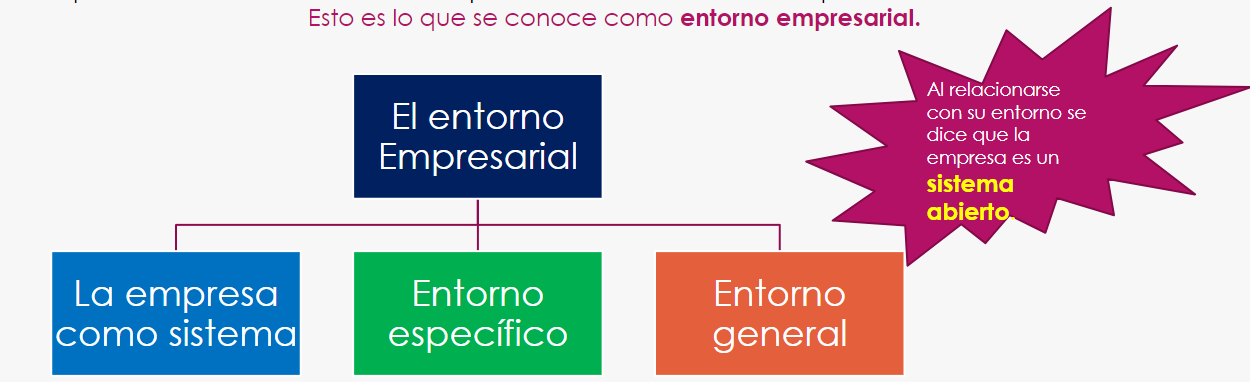 Esto es lo que se conoce como entorno empresarial.
El entorno
Empresarial
Al relacionarse
con su entorno se
dice que la
empresa es un
sistema
abierto.
La empresa
como sistema
Entorno
específico
Entorno
general